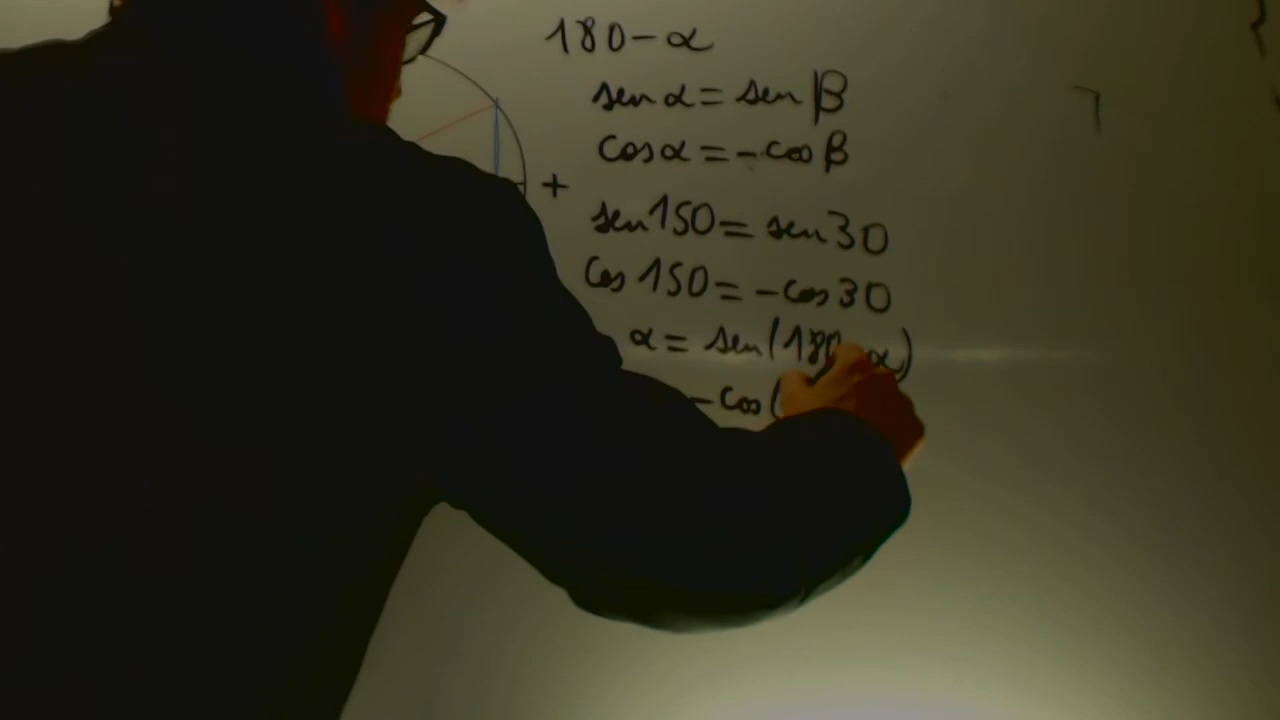 180-α
sen α = sen β
cos α = -cos β
+
sen 150 = sen 30
cos 150 = -cos 30
α = sen(180-α)
-cos(